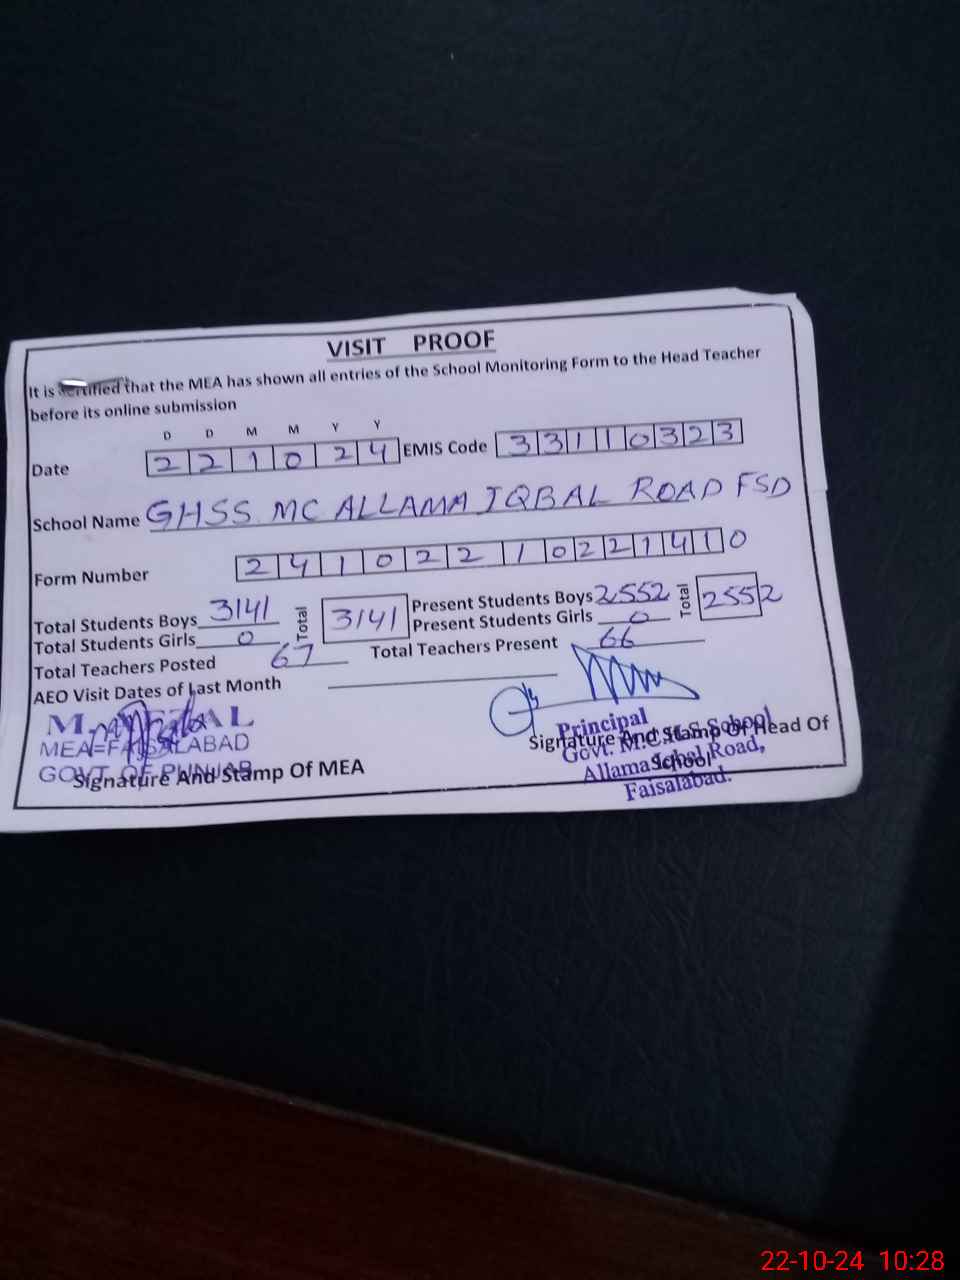 VISIT PROOF
It is certified that the MEA has shown all entries of the School Monitoring Form to the Head Teacher
before its online submission
D D M M Y Y
Date 2 2 1 0 2 4 EMIS Code 3 3 1 1 0 3 2 3
School Name GHSS MC ALLAMA IQBAL ROAD FSD
Form Number 2 4 1 0 2 2 1 0 2 2 1 4 1 0
Total Students Boys 3141 Total 3141 Present Students Boys 2552 Total 2552
Total Students Girls 0 Present Students Girls 0
Total Teachers Posted 67 Total Teachers Present 66
AEO Visit Dates of Last Month
MEA=FAISALABAD
GOVT OF PUNJAB
Signature And Stamp Of MEA
Principal
Signature And Stamp Of Head Of
School
Govt. M.C.H.S.School
Allama Iqbal Road,
Faisalabad.
22-10-24 10:28